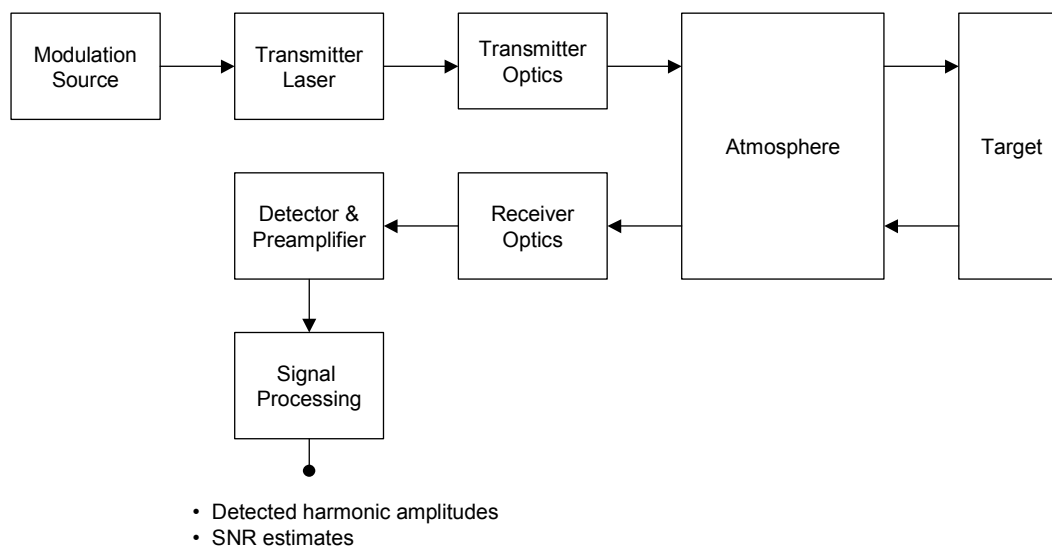 Modulation
Source
Transmitter
Laser
Transmitter
Optics
Atmosphere
Target
Detector &
Preamplifier
Receiver
Optics
Signal
Processing
• Detected harmonic amplitudes
• SNR estimates